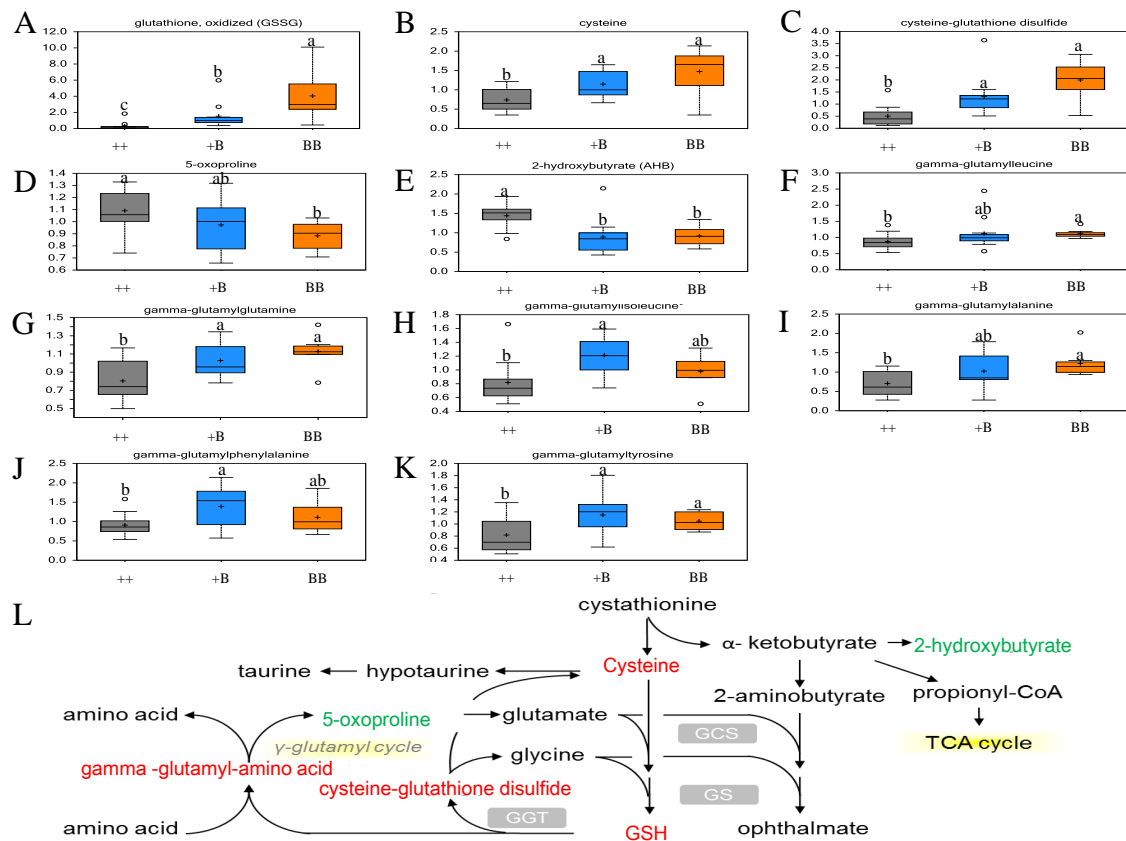 A
glutathione, oxidized (GSSG)
12.0
10.0
8.0
6.0
4.0
2.0
0.0
c
b
a
++
+B
BB
B
cysteine
2.5
2.0
1.5
1.0
0.5
0.0
b
a
a
++
+B
BB
C
cysteine-glutathione disulfide
4.0
3.5
3.0
2.5
2.0
1.5
1.0
0.5
0.0
b
a
a
++
+B
BB
D
5-oxoproline
1.4
1.3
1.2
1.1
1.0
0.9
0.8
0.7
0.6
a
ab
b
++
+B
BB
E
2-hydroxybutyrate (AHB)
2.5
2.0
1.5
1.0
0.5
0.0
a
b
b
++
+B
BB
F
gamma-glutamylleucine
3.0
2.5
2.0
1.5
1.0
0.5
0.0
b
ab
a
++
+B
BB
G
gamma-glutamylglutamine
1.5
1.3
1.1
0.9
0.7
0.5
b
a
a
++
+B
BB
H
gamma-glutamylisoleucine*
1.8
1.6
1.4
1.2
1.0
0.8
0.6
0.4
b
a
ab
++
+B
BB
I
gamma-glutamylalanine
2.5
2.0
1.5
1.0
0.5
0.0
b
ab
a
++
+B
BB
J
gamma-glutamylphenylalanine
2.5
2.0
1.5
1.0
0.5
0.0
b
a
ab
++
+B
BB
K
gamma-glutamyltyrosine
2.0
1.8
1.6
1.4
1.2
1.0
0.8
0.6
0.4
b
a
a
++
+B
BB
L
cystathionine
α- ketobutyrate
2-hydroxybutyrate
taurine
hypotaurine
Cysteine
2-aminobutyrate
propionyl-CoA
amino acid
5-oxoproline
glutamate
GCS
TCA cycle
γ-glutamyl cycle
glycine
gamma -glutamyl-amino acid
cysteine-glutathione disulfide
GS
GGT
amino acid
GSH
ophthalmate